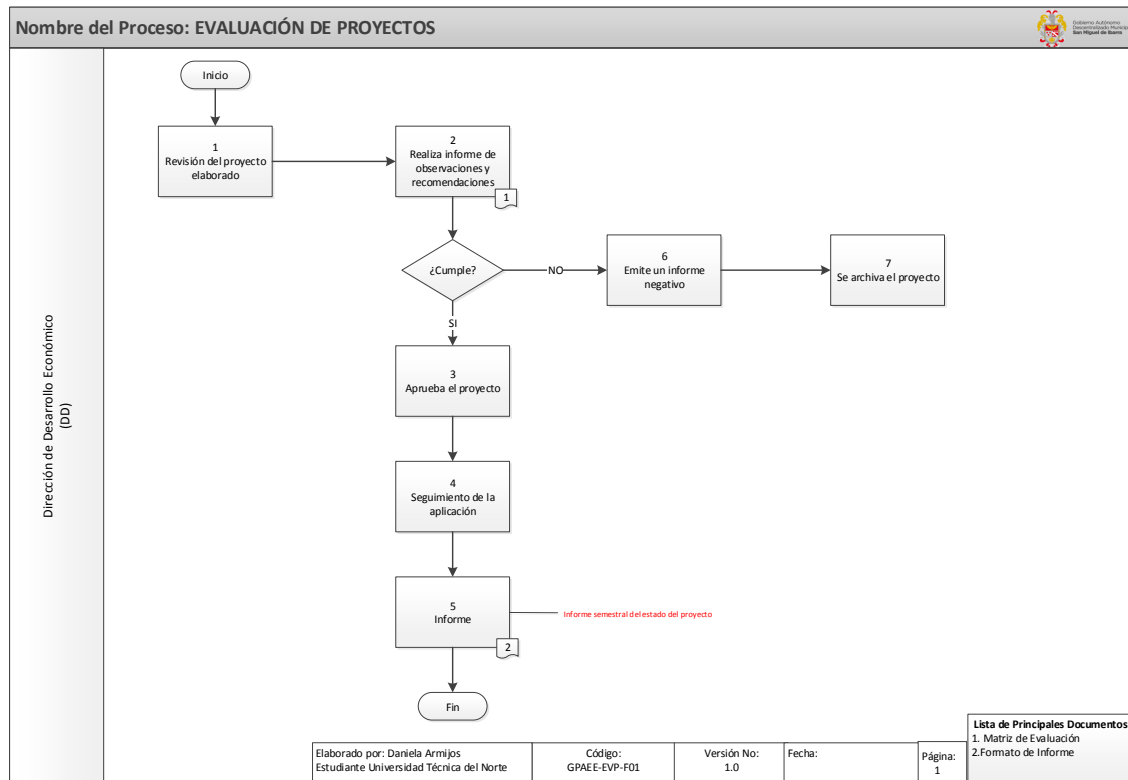 Nombre del Proceso: EVALUACIÓN DE PROYECTOS
Gobierno Autónomo
Descentralizado Municipal
San Miguel de Ibarra
Dirección de Desarrollo Económico
(DD)
Inicio
1
Revisión del proyecto
elaborado
2
Realiza informe de
observaciones y
recomendaciones
1
¿Cumple?
NO
6
Emite un informe
negativo
7
Se archiva el proyecto
SI
3
Aprueba el proyecto
4
Seguimiento de la
aplicación
5
Informe
2
Informe semestral del estado del proyecto
Fin
Elaborado por: Daniela Armijos
Estudiante Universidad Técnica del Norte
Código:
GPAEE-EVP-F01
Versión No:
1.0
Fecha:
Página:
1
Lista de Principales Documentos
1. Matriz de Evaluación
2.Formato de Informe